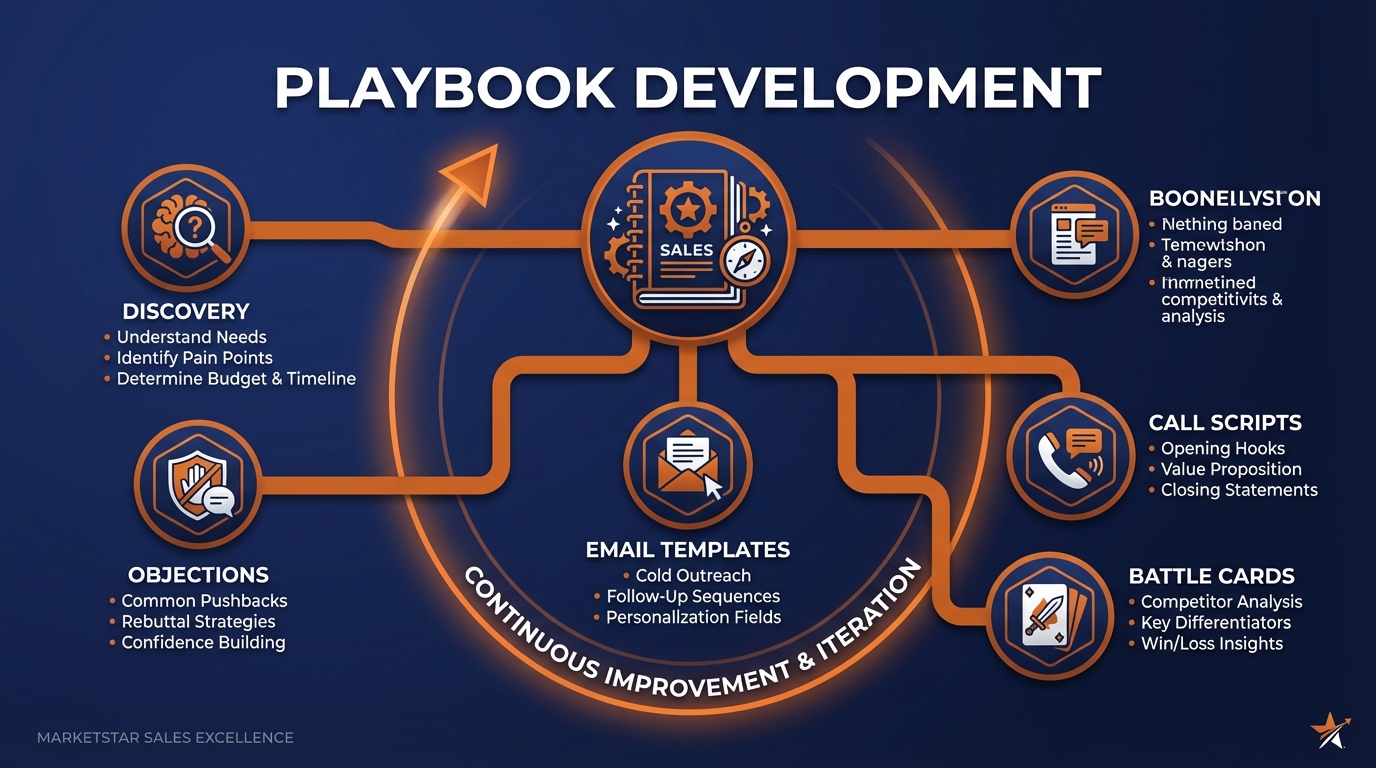 PLAYBOOK DEVELOPMENT
SALES
DISCOVERY
• Understand Needs
• Identify Pain Points
• Determine Budget & Timeline
OBJECTIONS
• Common Pushbacks
• Rebuttal Strategies
• Confidence Building
EMAIL TEMPLATES
• Cold Outreach
• Follow-Up Sequences
• Personalization Fields
• Nething baned
& nagers
competitivits &
analysis
CALL SCRIPTS
• Opening Hooks
• Value Proposition
• Closing Statements
BATTLE CARDS
• Competitor Analysis
• Key Differentiators
• Win/Loss Insights
CONTINUOUS IMPROVEMENT & ITERATION
MARKETSTAR SALES EXCELLENCE